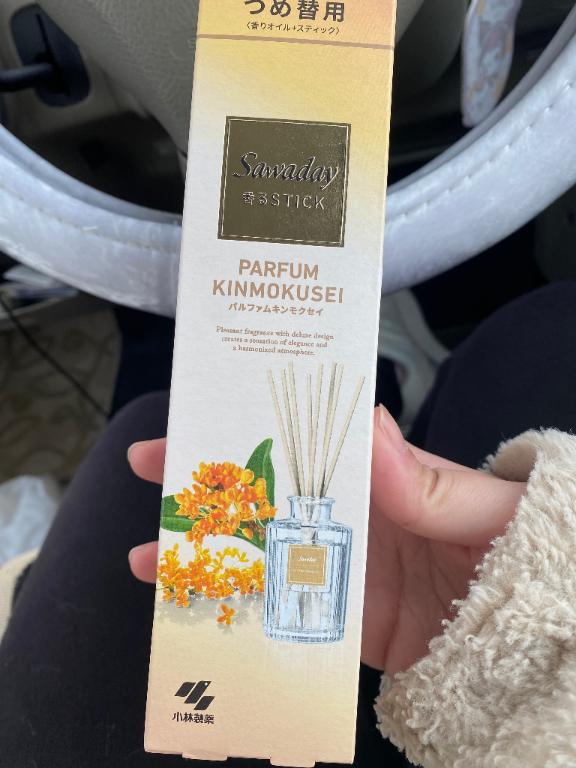 つめ替用
〈香りオイル+スティック〉
Sawaday
香るSTICK
PARFUM
KINMOKUSEI
パルファムキンモクセイ
Pleasant fragrance with deluxe design
creates a sensation of elegance and
a harmonized atmosphere.
Sawaday
小林製薬